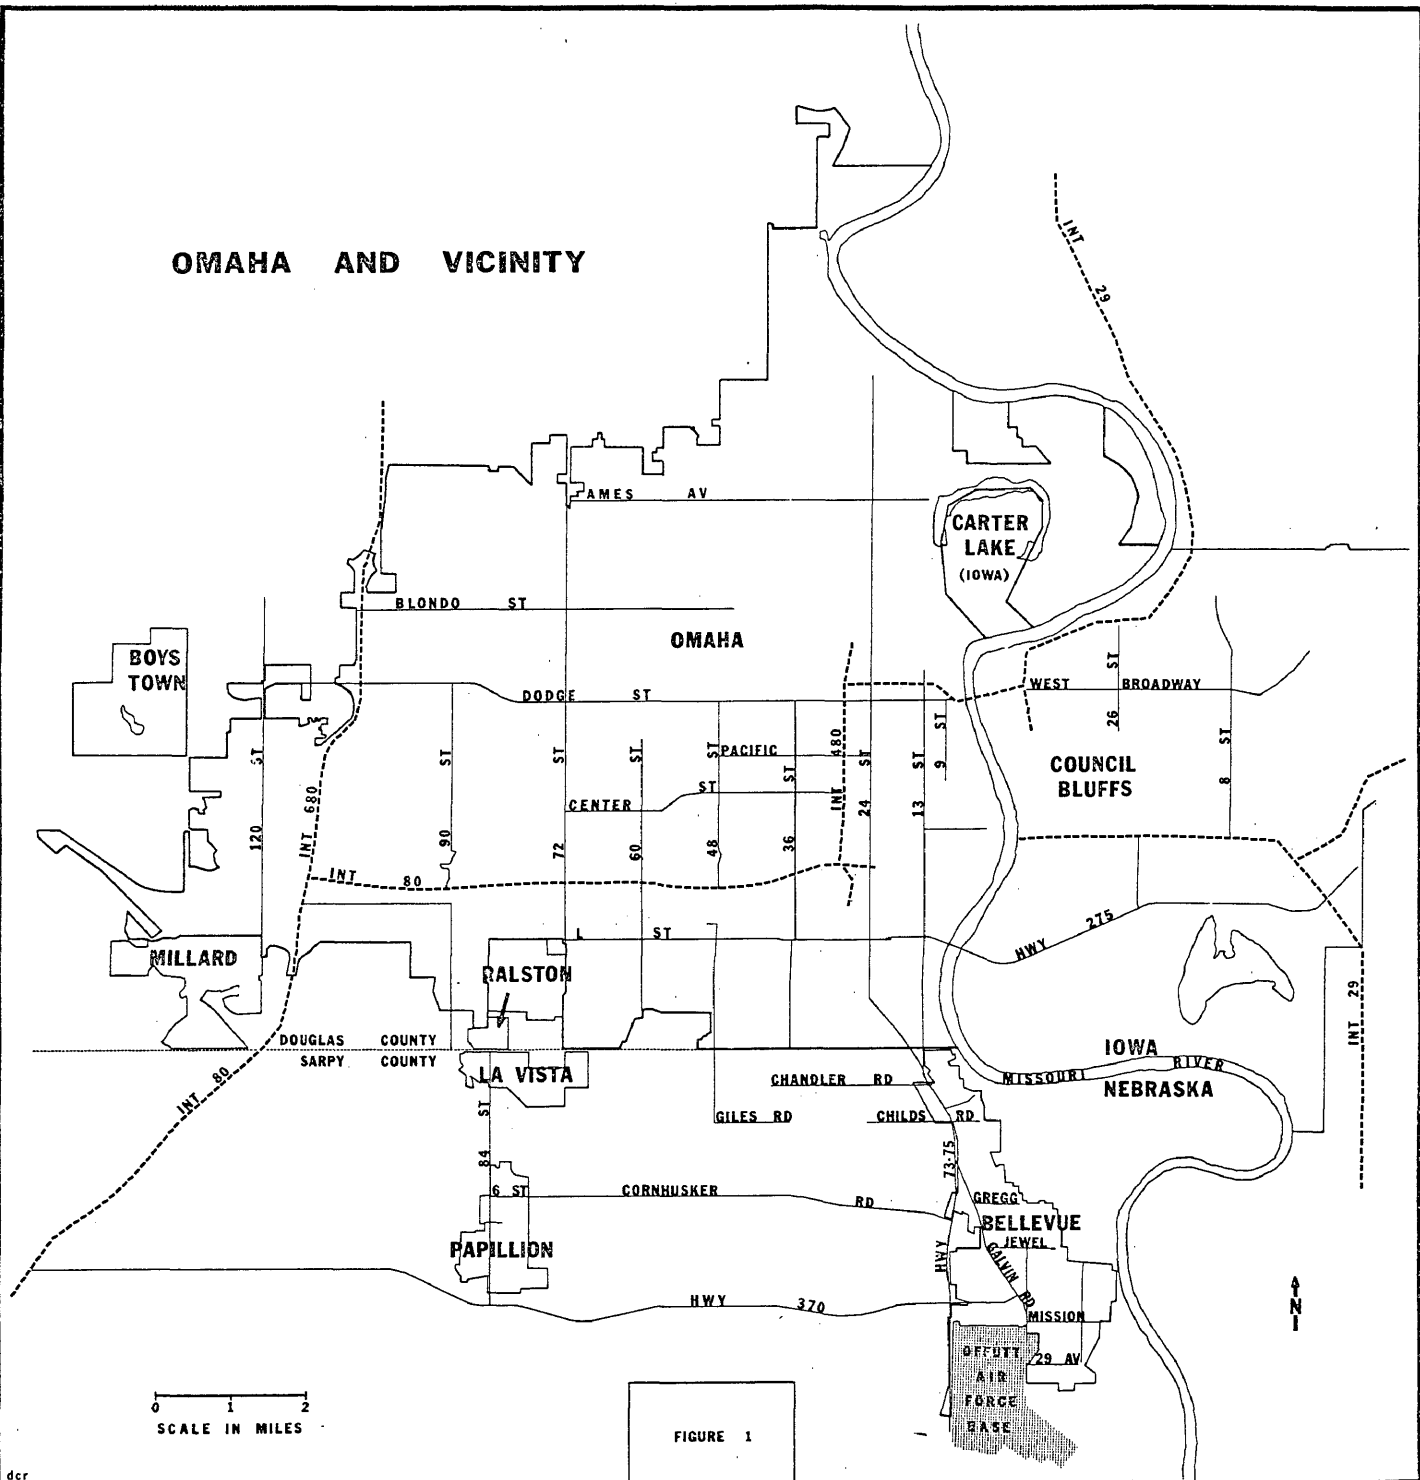 OMAHA AND VICINITY
INT 29
AMES AV
CARTER
LAKE
(IOWA)
BLONDO ST
OMAHA
BOYS
TOWN
DODGE ST
WEST BROADWAY
26 ST
8 ST
9 ST
13 ST
24 ST
INT 480
PACIFIC
36 ST
48 ST
60 ST
72 ST
90 ST
120 ST
CENTER ST
COUNCIL
BLUFFS
INT 680
INT 80
L ST
HWY 275
MILLARD
RALSTON
INT 29
DOUGLAS COUNTY
SARPY COUNTY
IOWA
MISSOURI RIVER
NEBRASKA
LA VISTA
CHANDLER RD
INT 80
GILES RD
CHILDS RD
84 ST
HWY 73-75
6 ST
CORNHUSKER RD
GREGG
BELLEVUE
JEWEL
GALVIN RD
PAPILLION
HWY 370
MISSION
N
OFFUTT
AIR
FORCE
BASE
29 AV
0 1 2
SCALE IN MILES
FIGURE 1
dcr